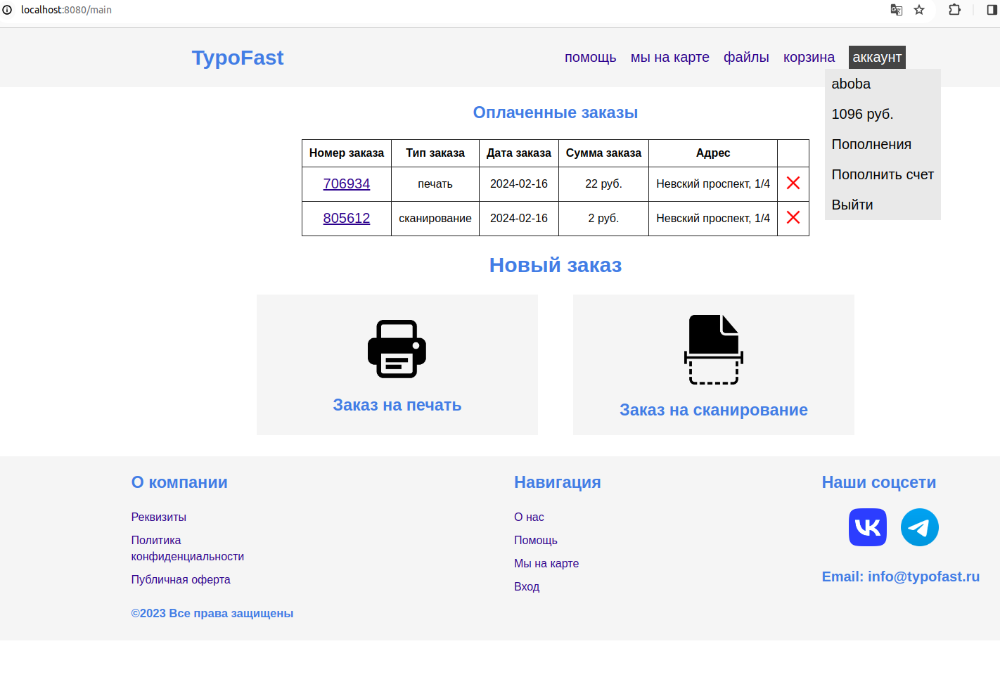 localhost:8080/main
TypoFast
помощь мы на карте файлы корзина аккаунт
aboba
1096 руб.
Пополнения
Пополнить счет
Выйти
Оплаченные заказы
Номер заказа Тип заказа Дата заказа Сумма заказа Адрес
706934 печать 2024-02-16 22 руб. Невский проспект, 1/4
805612 сканирование 2024-02-16 2 руб. Невский проспект, 1/4
Новый заказ
Заказ на печать
Заказ на сканирование
О компании
Реквизиты
Политика
конфиденциальности
Публичная оферта
©2023 Все права защищены
Навигация
О нас
Помощь
Мы на карте
Вход
Наши соцсети
Email: info@typofast.ru